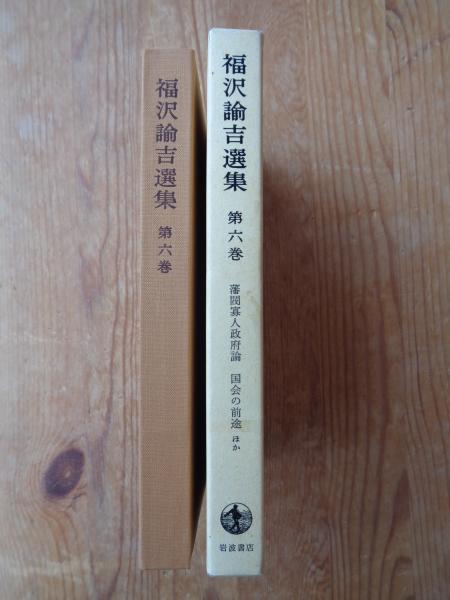 福沢諭吉選集
第六巻
福沢諭吉選集
第六巻
藩閥寡人政府論 国会の前途 ほか
岩波書店